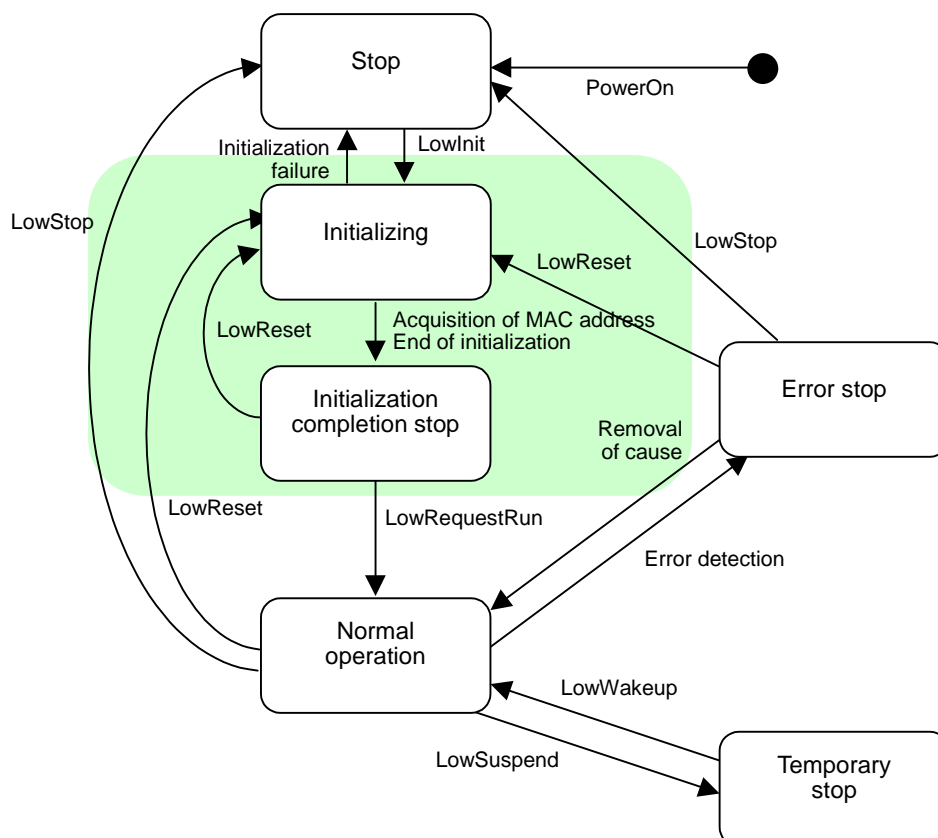 Stop
PowerOn
Initialization
failure
LowInit
LowStop
Initializing
LowStop
LowReset
LowReset
Acquisition of MAC address
End of initialization
Initialization
completion stop
Error stop
Removal
of cause
LowReset
LowRequestRun
Error detection
Normal
operation
LowWakeup
LowSuspend
Temporary
stop